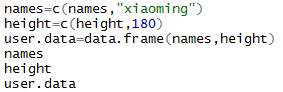 names=c(names,"xiaoming")
height=c(height,180)
user.data=data.frame(names,height)
names
height
user.data